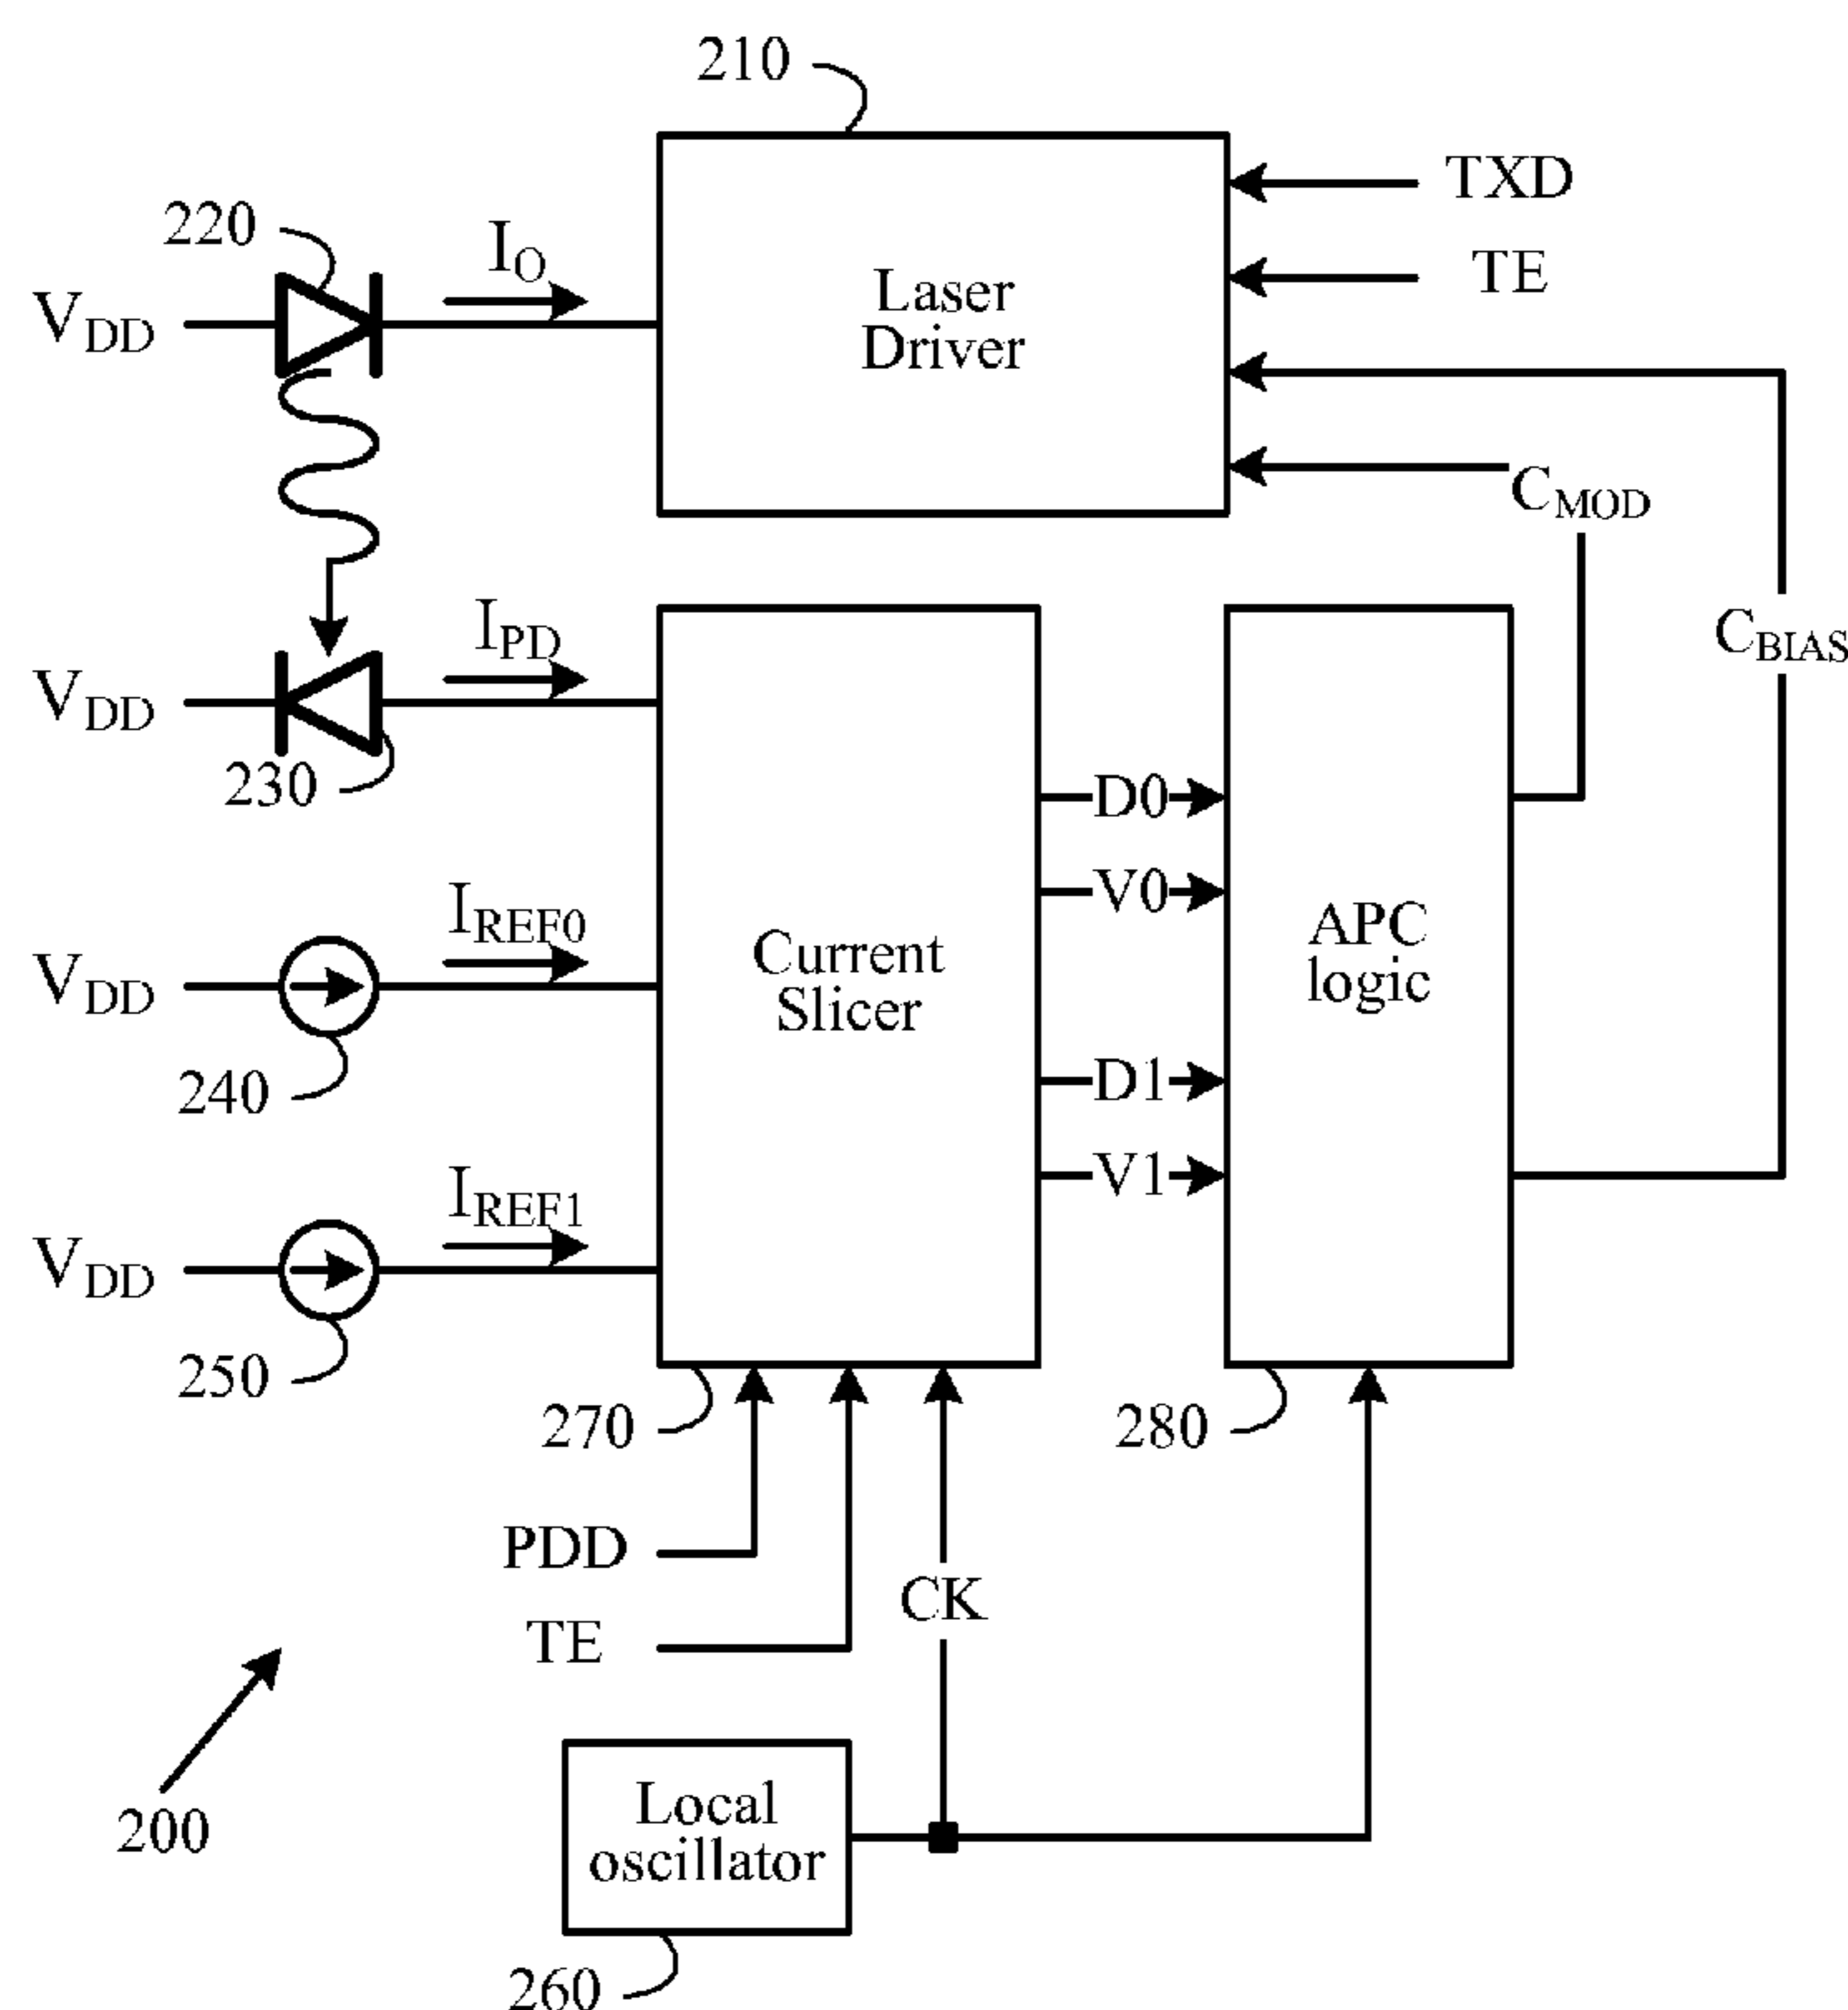 210
TXD
220
I_O
TE
V_DD
Laser
Driver
C_MOD
I_PD
C_BIAS
V_DD
230
D0
V0
I_REF0
APC
logic
V_DD
Current
Slicer
240
D1
I_REF1
V1
V_DD
250
270
280
PDD
CK
TE
200
Local
oscillator
260